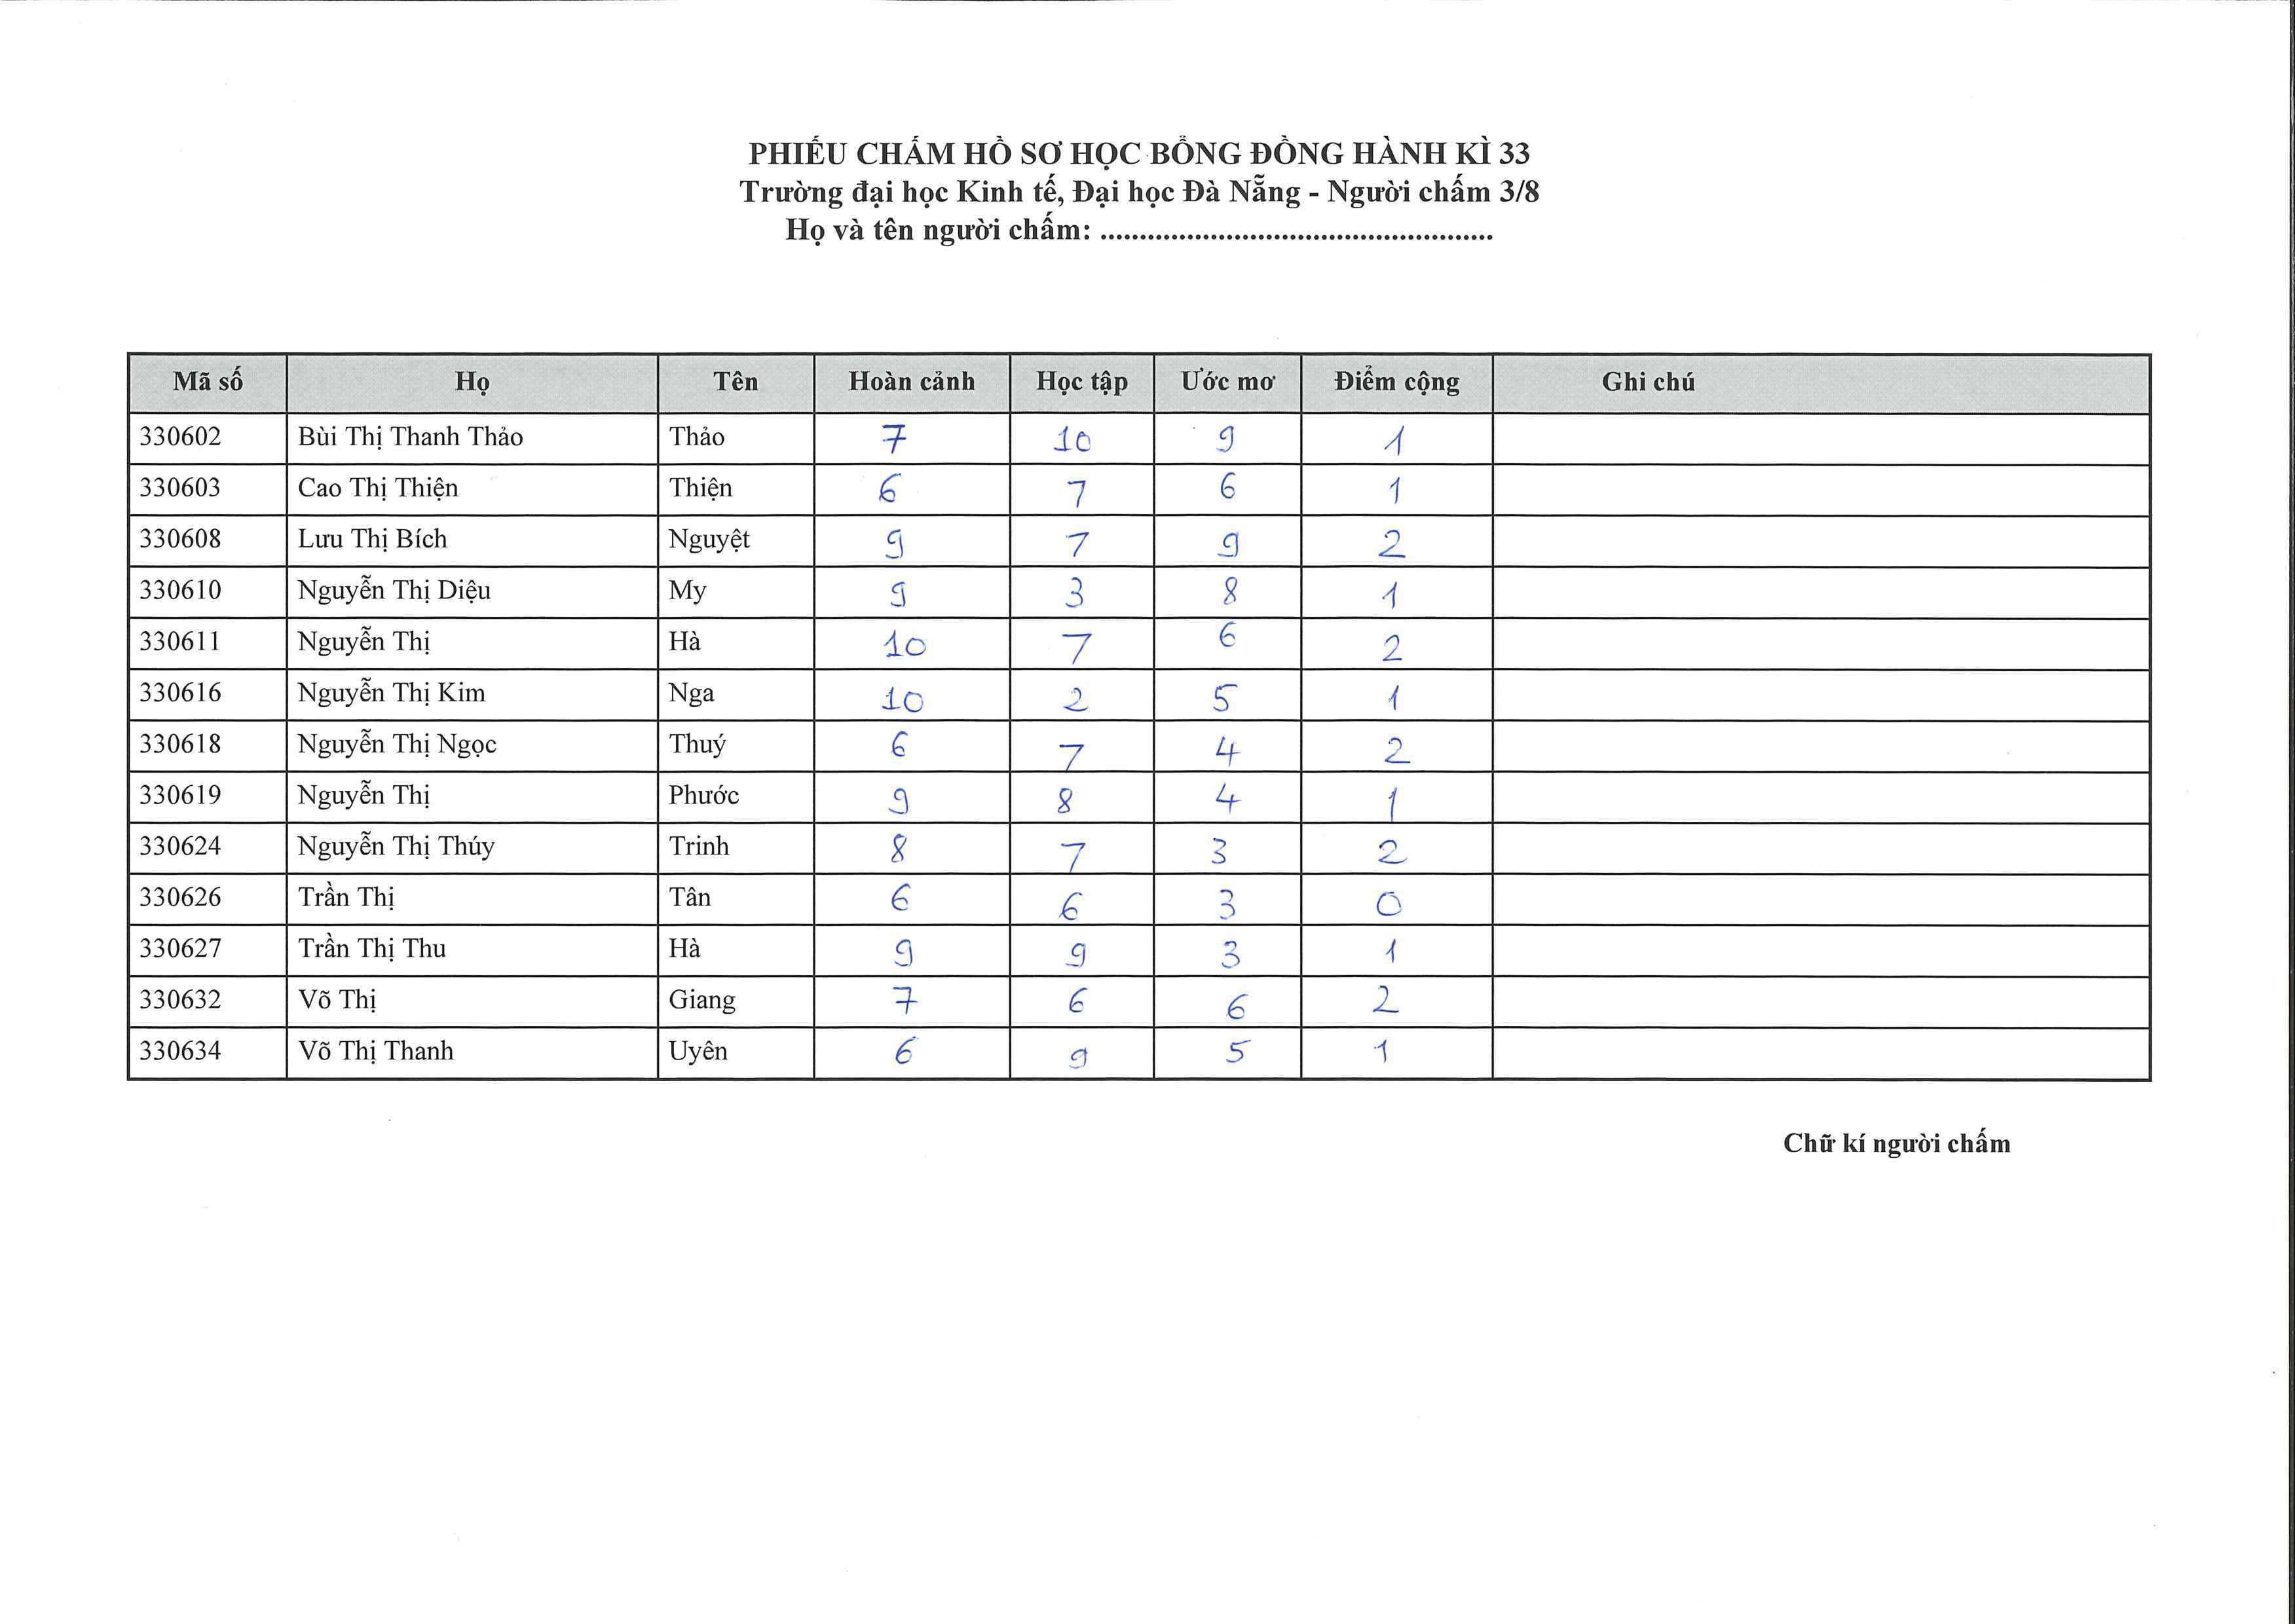 PHIẾU CHẤM HỒ SƠ HỌC BỔNG ĐỒNG HÀNH KÌ 33
Trường đại học Kinh tế, Đại học Đà Nẵng - Người chấm 3/8
Họ và tên người chấm: ..................................................
Mã số Họ Tên Hoàn cảnh Học tập Ước mơ Điểm cộng Ghi chú
330602 Bùi Thị Thanh Thảo Thảo 7 10 9 1
330603 Cao Thị Thiện Thiện 6 7 6 1
330608 Lưu Thị Bích Nguyệt 9 7 9 2
330610 Nguyễn Thị Diệu My 9 3 8 1
330611 Nguyễn Thị Hà 10 7 6 2
330616 Nguyễn Thị Kim Nga 10 2 5 1
330618 Nguyễn Thị Ngọc Thuý 6 7 4 2
330619 Nguyễn Thị Phước 9 8 4 1
330624 Nguyễn Thị Thúy Trinh 8 7 3 2
330626 Trần Thị Tân 6 6 3 0
330627 Trần Thị Thu Hà 9 9 3 1
330632 Võ Thị Giang 7 6 6 2
330634 Võ Thị Thanh Uyên 6 9 5 1
Chữ kí người chấm